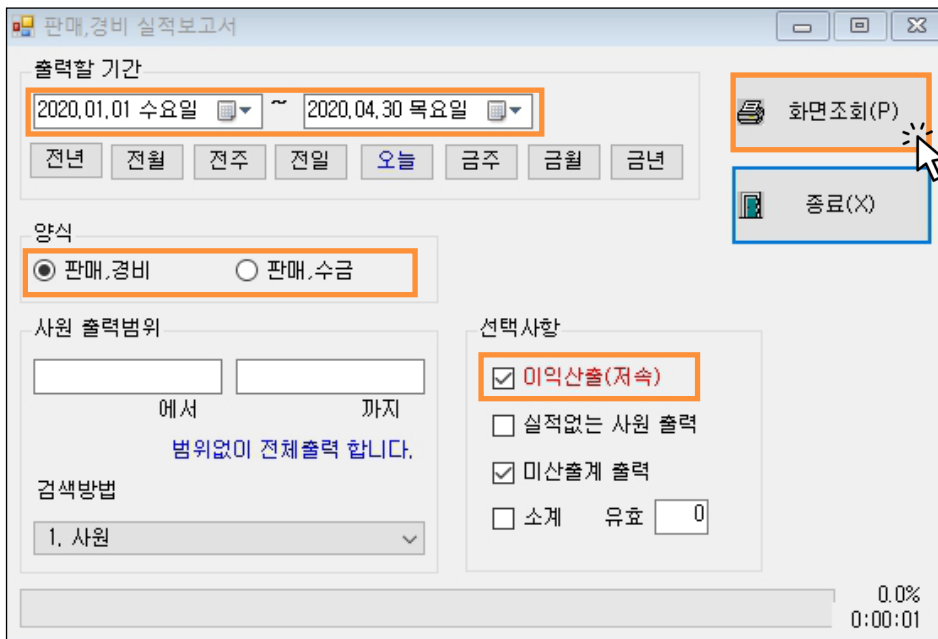 판매,경비 실적보고서
출력할 기간
2020,01,01 수요일 ~ 2020,04,30 목요일
전년 전월 전주 전일 오늘 금주 금월 금년
화면조회(P)
종료(X)
양식
판매,경비 판매,수금
사원 출력범위
에서 까지
범위없이 전체출력 합니다.
검색방법
1, 사원
선택사항
이익산출(저속)
실적없는 사원 출력
미산출계 출력
소계 유효 0
0.0%
0:00:01